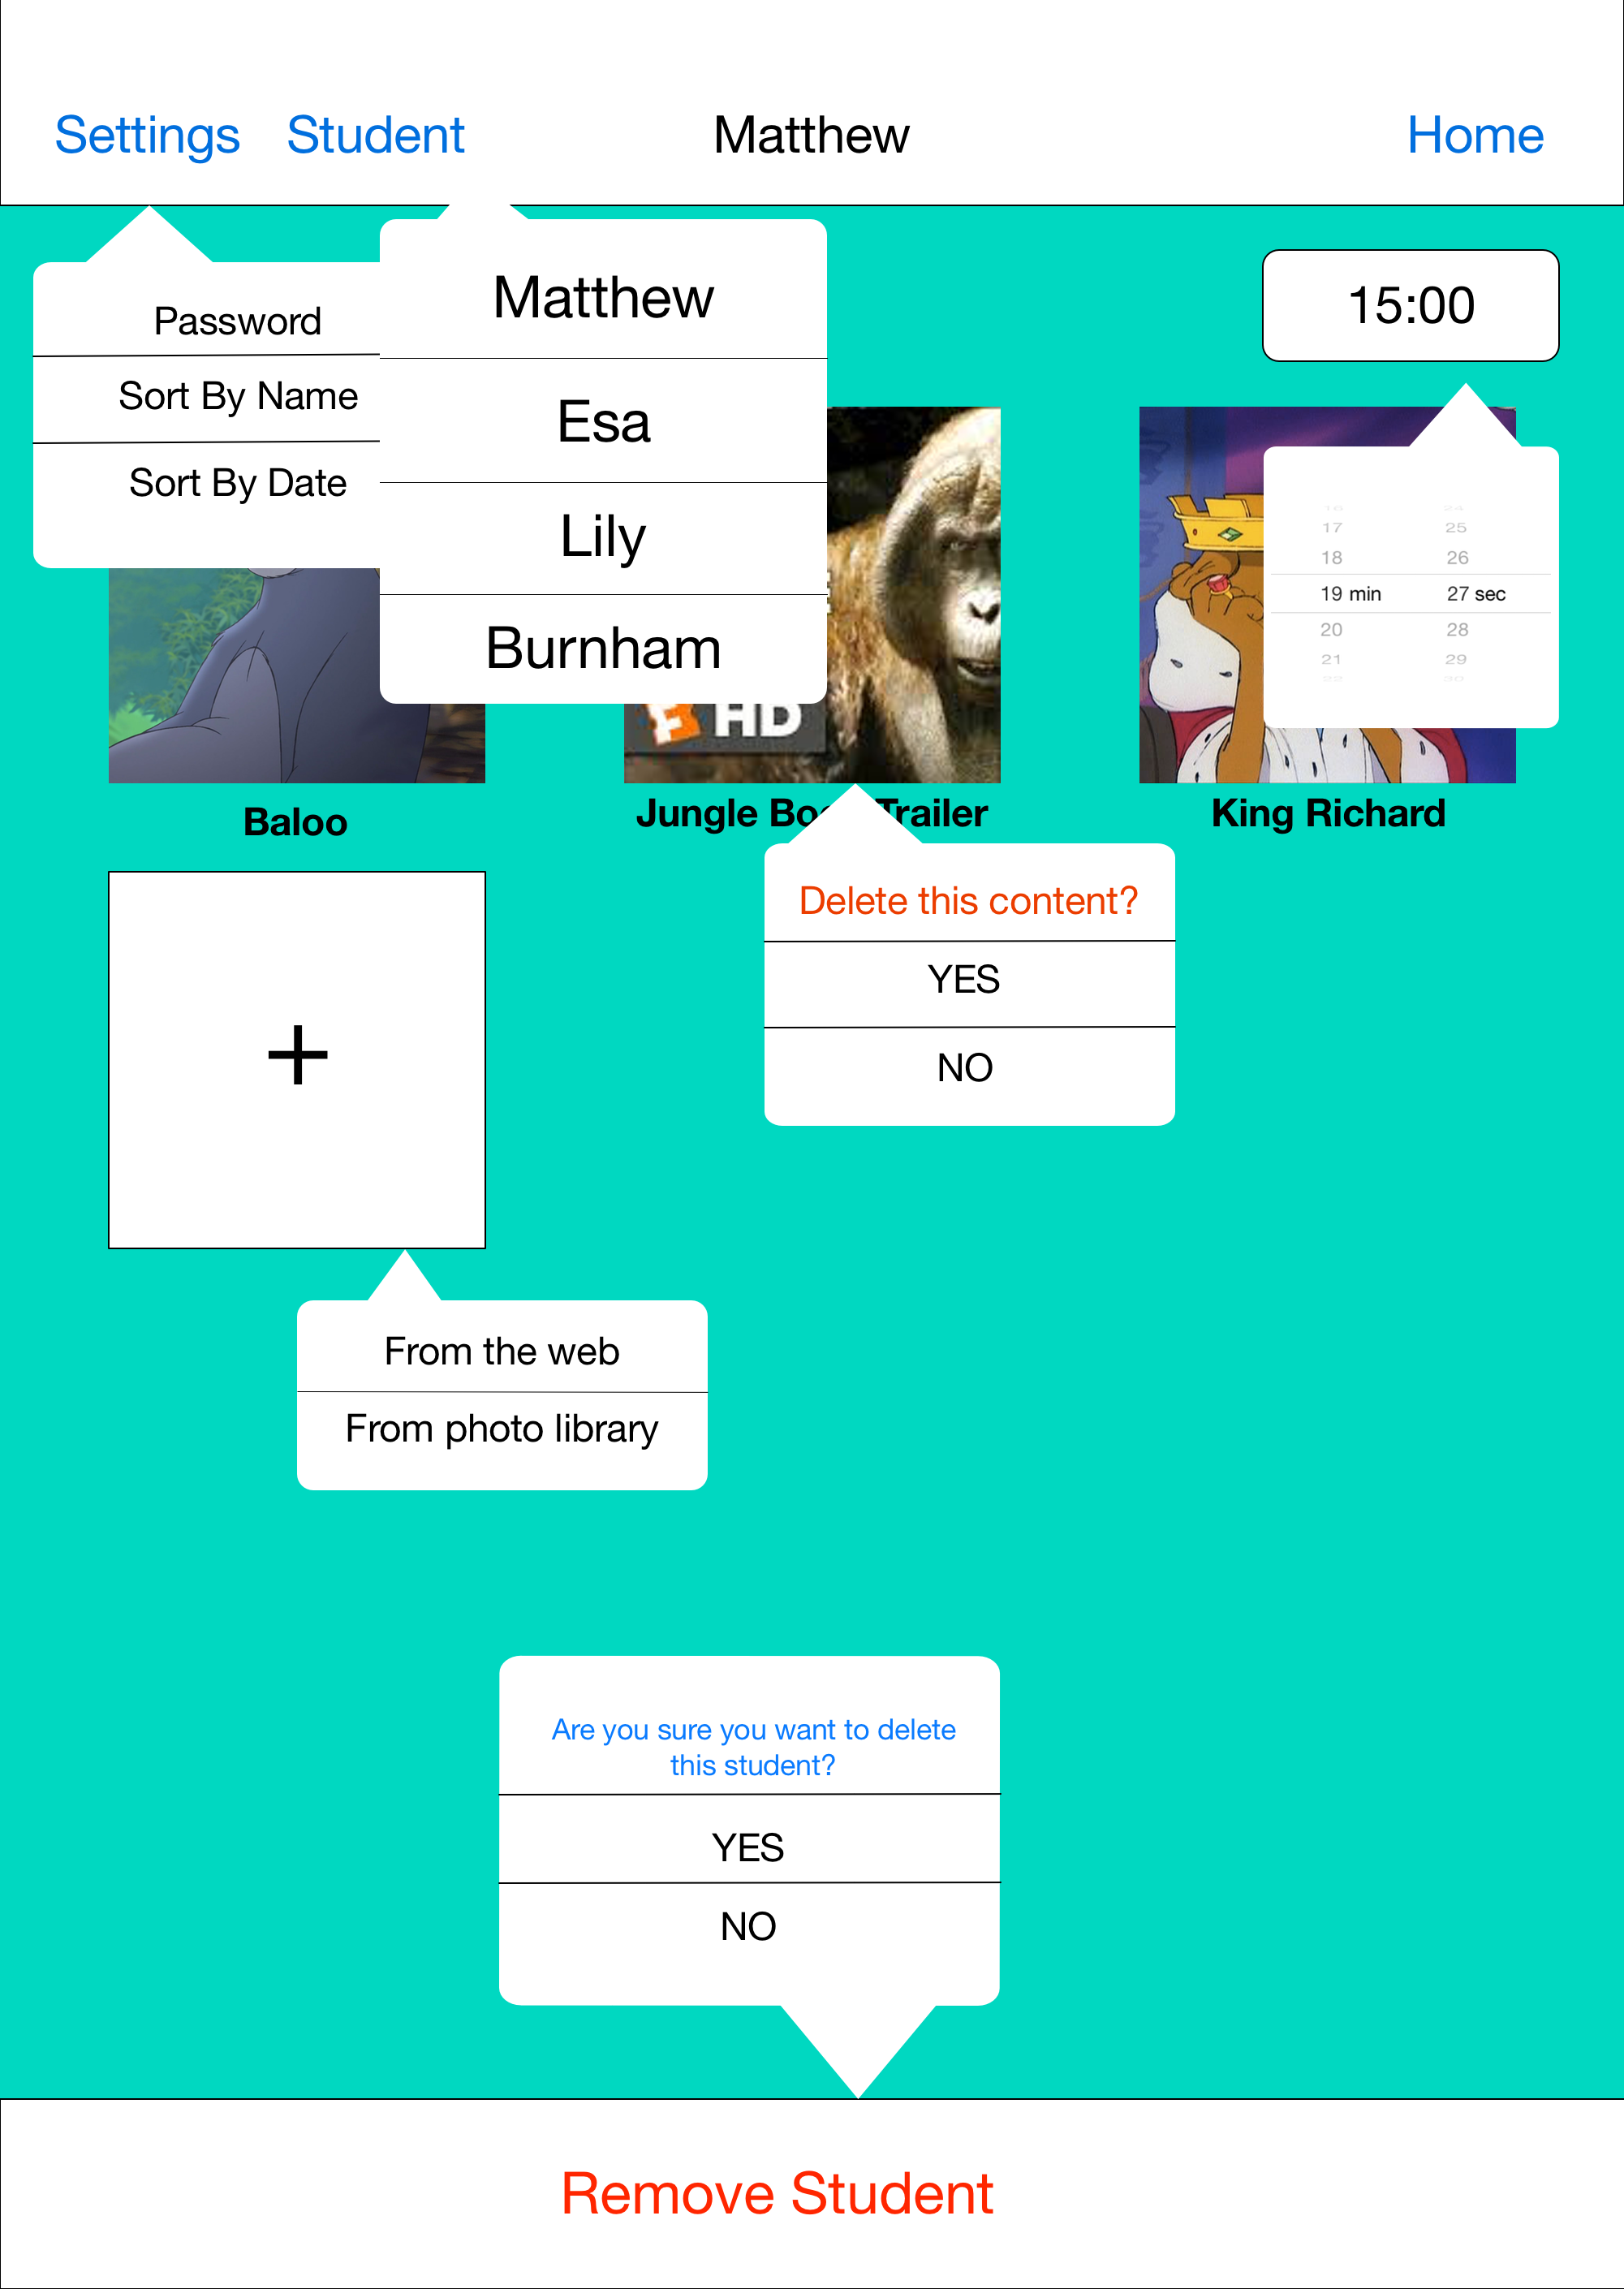 Settings
Student
Matthew
Home
Password
Sort By Name
Sort By Date
Matthew
Esa
Lily
Burnham
15:00
17 25
18 26
19 min 27 sec
20 28
21 29
HD
Baloo
Trailer
Jungle
King Richard
Delete this content?
YES
NO
+
From the web
From photo library
Are you sure you want to delete
this student?
YES
NO
Remove Student